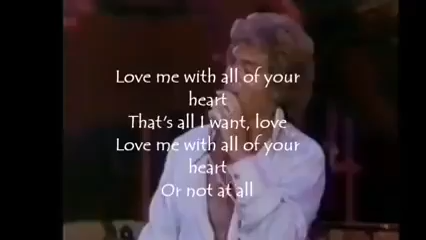 Love me with all of your
heart
That's all I want, love
Love me with all of your
heart
Or not at all